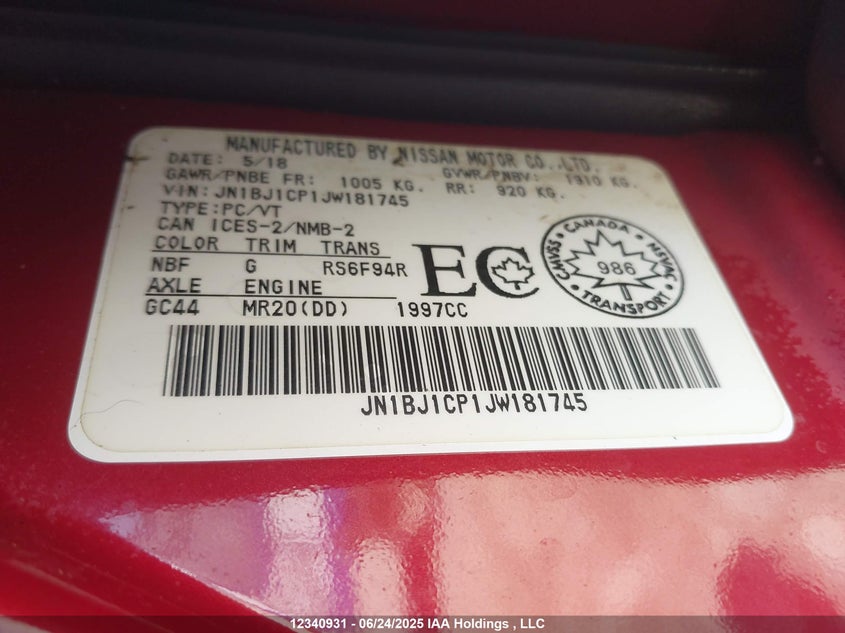 MANUFACTURED BY NISSAN MOTOR CO.,LTD.
DATE: 5/18 GVWR/PNBV: 1910 KG.
GAWR/PNBE FR: 1005 KG. RR: 920 KG.
VIN: JN1BJ1CP1JW181745
TYPE:PC/VT
CAN ICES-2/NMB-2
COLOR TRIM TRANS
NBF G RS6F94R
AXLE ENGINE
GC44 MR20(DD) 1997CC
EC
CANADA
CMVSS
NSVAC
986
TRANSPORT
JN1BJ1CP1JW181745
12340931 - 06/24/2025 IAA Holdings , LLC